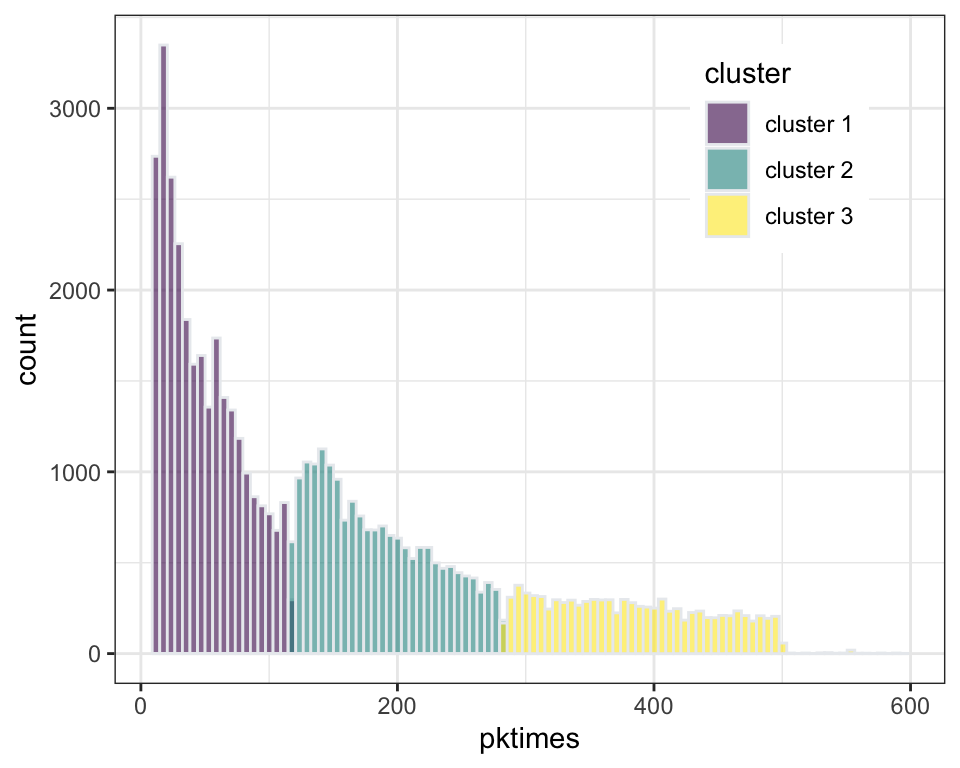 cluster
cluster 1
cluster 2
cluster 3
3000
2000
1000
0
count
0 200 400 600
pktimes